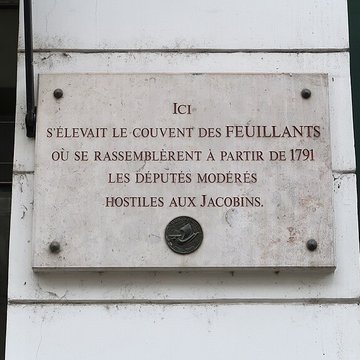 ICI
S'ÉLEVAIT LE COUVENT DES FEUILLANTS
OÙ SE RASSEMBLÈRENT À PARTIR DE 1791
LES DÉPUTÉS MODÉRÉS
HOSTILES AUX JACOBINS.